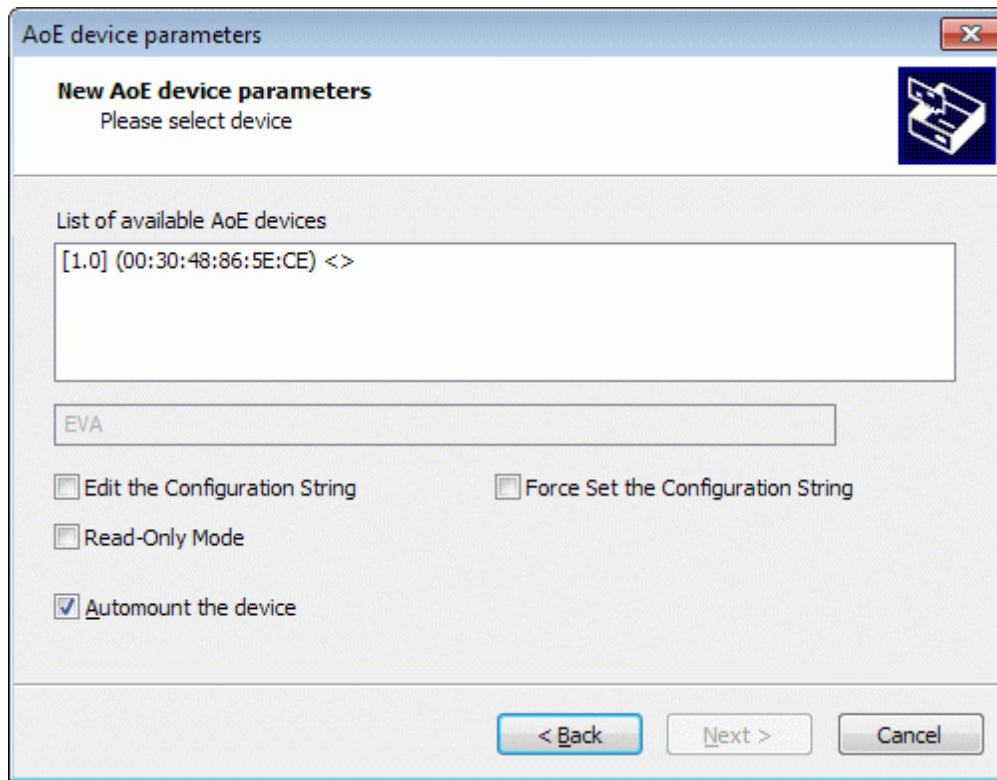 AoE device parameters
New AoE device parameters
Please select device
List of available AoE devices
[1.0] (00:30:48:86:5E:CE) <>
EVA
Edit the Configuration String
Force Set the Configuration String
Read-Only Mode
Automount the device
< Back
Next >
Cancel